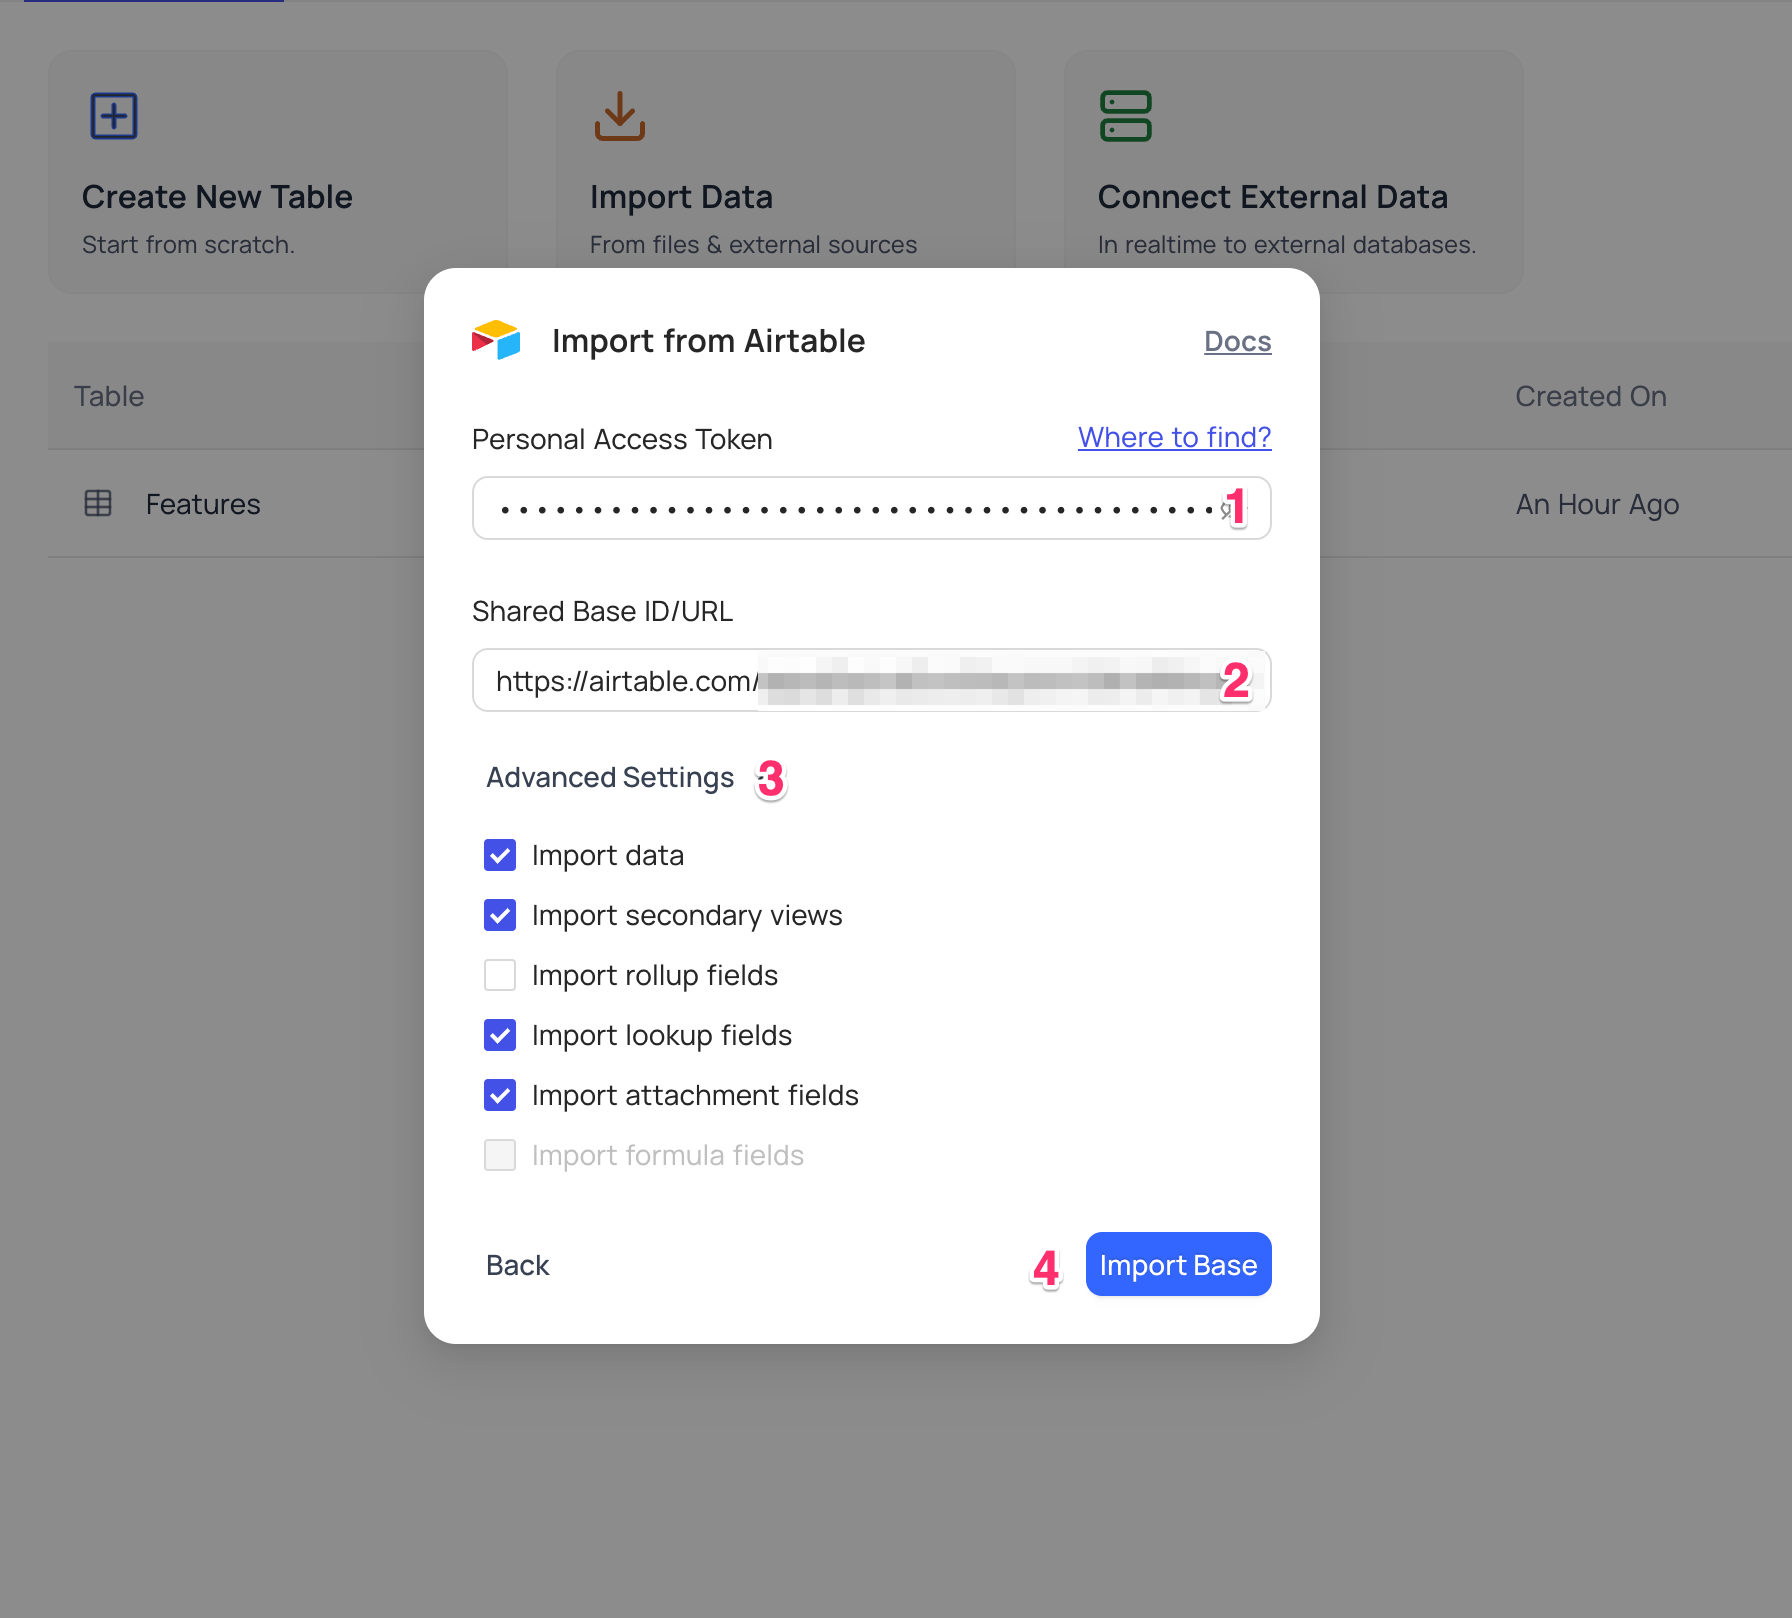 Create New Table
Start from scratch.
Import Data
From files & external sources
Connect External Data
In realtime to external databases.
Import from Airtable
Docs
Table
Created On
Personal Access Token
Where to find?
1
Features
An Hour Ago
Shared Base ID/URL
https://airtable.com/
2
Advanced Settings
3
Import data
Import secondary views
Import rollup fields
Import lookup fields
Import attachment fields
Import formula fields
Back
4
Import Base